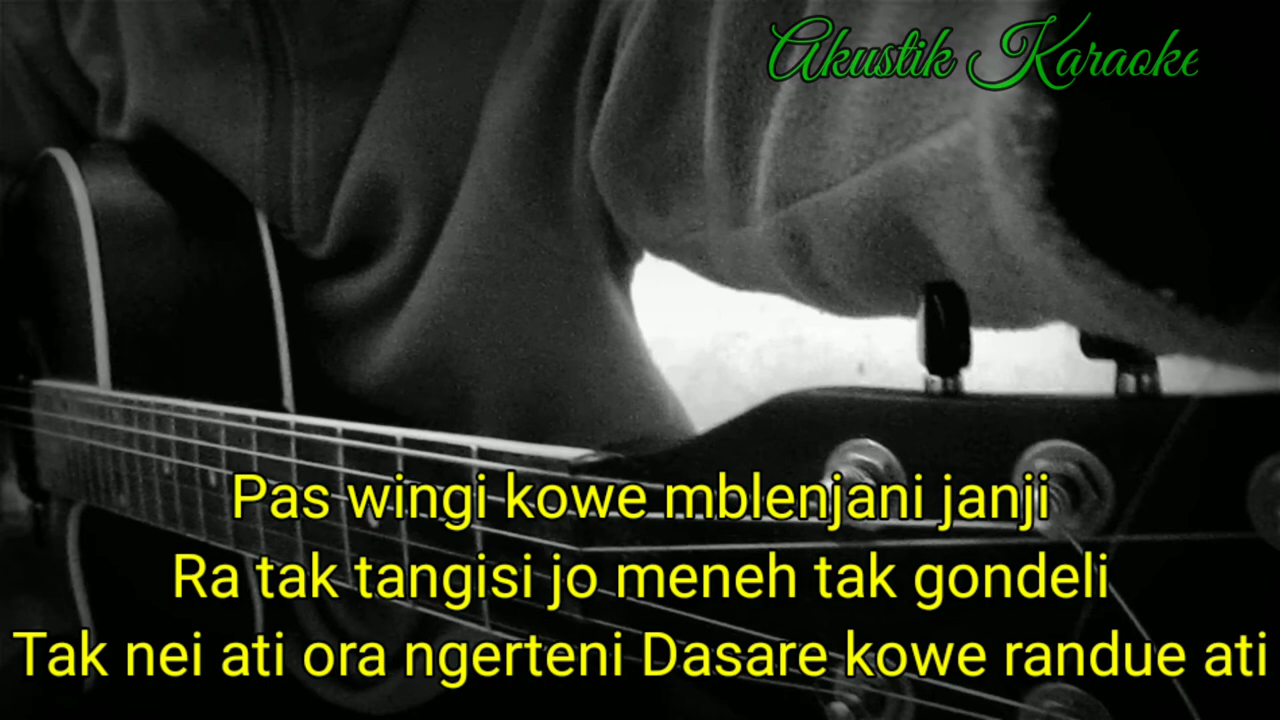 Akustik Karaoke
Pas wingi kowe mblenjani janji
Ra tak tangisi jo meneh tak gondeli
Tak nei ati ora ngerteni Dasare kowe randue ati